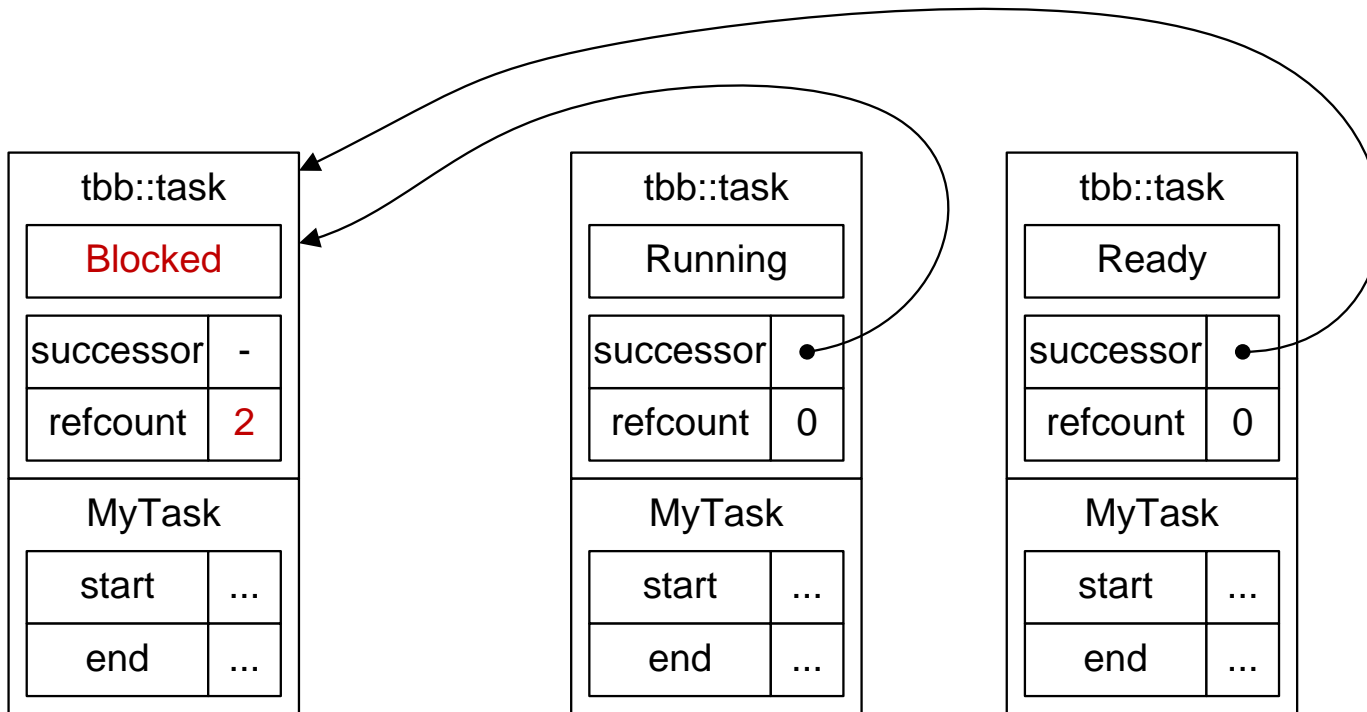 tbb::task
Blocked
successor -
refcount 2
MyTask
start ...
end ...
tbb::task
Running
successor
refcount 0
MyTask
start ...
end ...
tbb::task
Ready
successor
refcount 0
MyTask
start ...
end ...